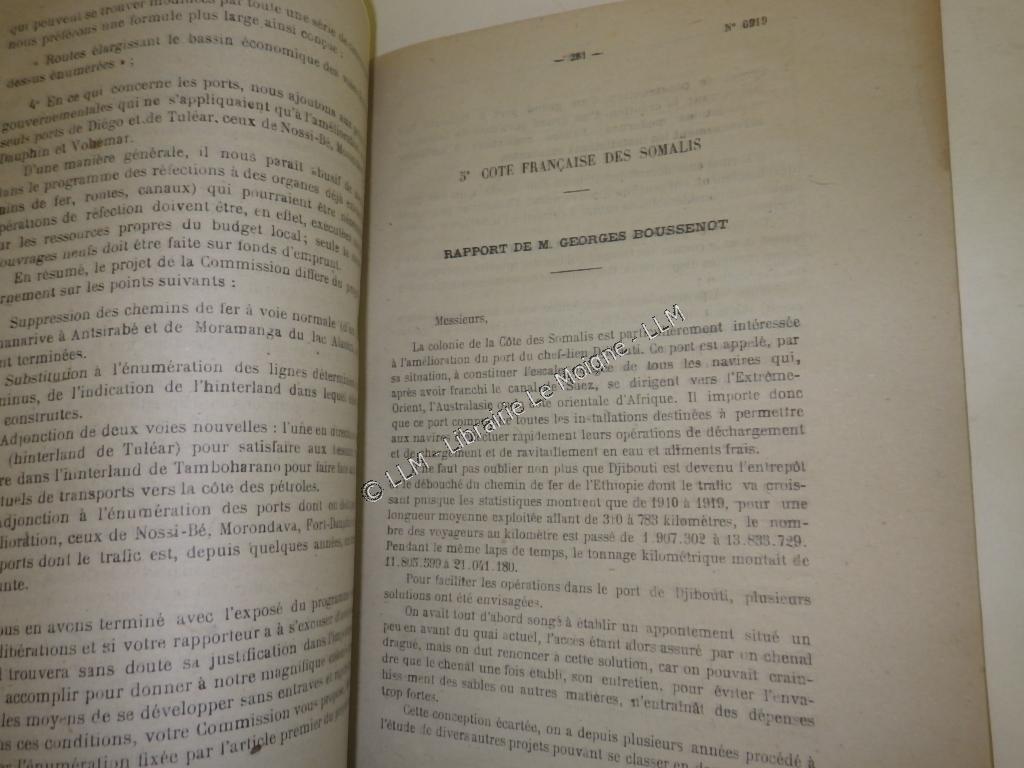 qui peuvent se trouver modifiées par toute une série de
nous préférons une formule plus large ainsi conçue :
« Routes élargissant le bassin économique des
dessus énumérées » ;
4° En ce qui concerne les ports, nous ajoutons aux
gouvernementales qui ne s'appliquaient qu'à
seuls ports de Diégo et de Tuléar, ceux de Nossi-Bé,
Dauphin et Vohémar.
D'une manière générale, il nous paraît abusif de
dans le programme des réfections à des organes déjà
mins de fer, routes, canaux) qui pourraient être
opérations de réfection doivent être, en effet,
sur les ressources propres du budget local; seule la
ouvrages neufs doit être faite sur fonds d'emprunt.
En résumé, le projet de la Commission diffère du
ernement sur les points suivants :
Suppression des chemins de fer à voie normale
nanarive à Antsirabé et de Moramanga du lac
nt terminées.
Substitution à l'énumération des lignes
minus, de l'indication de l'hinterland dans lequel
construites.
Adjonction de deux voies nouvelles : l'une en
(hinterland de Tuléar) pour satisfaire aux
re dans l'hinterland de Tamboharano pour faire
tuels de transports vers la côte des pétroles.
adjonction à l'énumération des ports dont on
lioration, ceux de Nossi-Bé, Morondava, Fort-Dauphin
ports dont le trafic est, depuis quelques années,
ante.
ous en avons terminé avec l'exposé du programme
libérations et si votre rapporteur a à s'excuser
l trouvera sans doute sa justification dans
accomplir pour donner à notre magnifique
les moyens de se développer sans entraves et
ns ces conditions, votre Commission vous propose
er l'énumération fixée par l'article premier du
— 281 —
N° 6919
5° COTE FRANÇAISE DES SOMALIS
RAPPORT DE M. GEORGES BOUSSENOT
Messieurs,
La colonie de la Côte des Somalis est particulièrement intéressée
à l'amélioration du port du chef-lieu Djibouti. Ce port est appelé, par
sa situation, à constituer l'escale de tous les navires qui,
après avoir franchi le canal de Suez, se dirigent vers l'Extrême-
Orient, l'Australasie côte orientale d'Afrique. Il importe donc
que ce port comporte toutes les installations destinées à permettre
aux navires d'effectuer rapidement leurs opérations de déchargement
et de chargement et de ravitaillement en eau et aliments frais.
Il ne faut pas oublier non plus que Djibouti est devenu l'entrepôt
et le débouché du chemin de fer de l'Ethiopie dont le trafic va crois-
sant puisque les statistiques montrent que de 1910 à 1919, pour une
longueur moyenne exploitée allant de 310 à 783 kilomètres, le nom-
bre des voyageurs au kilomètre est passé de 1.907.302 à 13.833.729.
Pendant le même laps de temps, le tonnage kilométrique montait de
11.805.599 à 21.041.180.
Pour faciliter les opérations dans le port de Djibouti, plusieurs
solutions ont été envisagées.
On avait tout d'abord songé à établir un appontement situé un
peu en avant du quai actuel, l'accès étant alors assuré par un chenal
dragué, mais on dut renoncer à cette solution, car on pouvait crain-
dre que le chenal une fois établi, son entretien, pour éviter l'enva-
hissement des sables ou autres matières, n'entraînât des dépenses
trop fortes.
Cette conception écartée, on a depuis plusieurs années procédé à
l'étude de divers autres projets pouvant se classer en
© LLM - Librairie Le Moigne - LLM